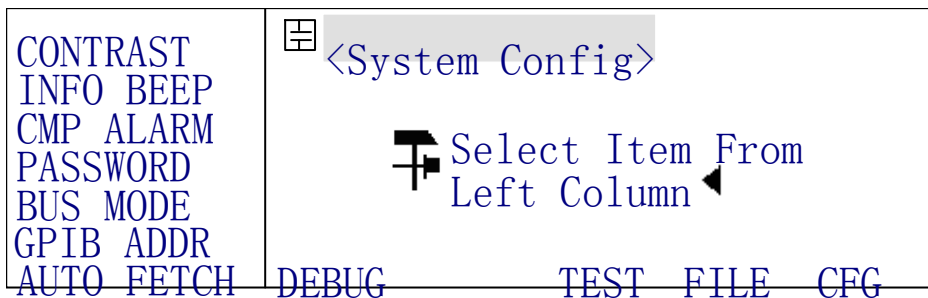 CONTRAST
INFO BEEP
CMP ALARM
PASSWORD
BUS MODE
GPIB ADDR
AUTO FETCH
<System Config>
Select Item From
Left Column
DEBUG TEST FILE CFG